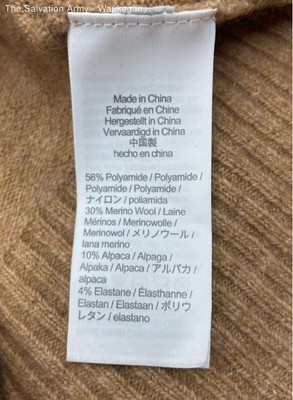 The Salvation Army - Waukegan
Made in China
Fabriqué en Chine
Hergestellt in China
Vervaardigd in China
中国製
hecho en china
56% Polyamide / Polyamide /
Polyamide / Polyamide /
ナイロン / poliamida
30% Merino Wool / Laine
Mérinos / Merinowolle /
Merinowol / メリノウール /
lana merino
10% Alpaca / Alpaga /
Alpaka / Alpaca / アルパカ /
alpaca
4% Elastane / Élasthanne /
Elastan / Elastaan / ポリウ
レタン / elastano